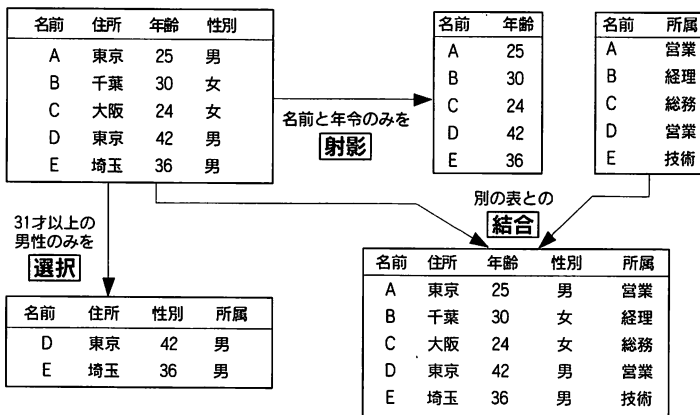 名前 住所 年齢 性別
A 東京 25 男
B 千葉 30 女
C 大阪 24 女
D 東京 42 男
E 埼玉 36 男
名前と年令のみを
射影
名前 年齢
A 25
B 30
C 24
D 42
E 36
名前 所属
A 営業
B 経理
C 総務
D 営業
E 技術
31才以上の
男性のみを
選択
別の表との
結合
名前 住所 性別 所属
D 東京 42 男
E 埼玉 36 男
名前 住所 年齢 性別 所属
A 東京 25 男 営業
B 千葉 30 女 経理
C 大阪 24 女 総務
D 東京 42 男 営業
E 埼玉 36 男 技術